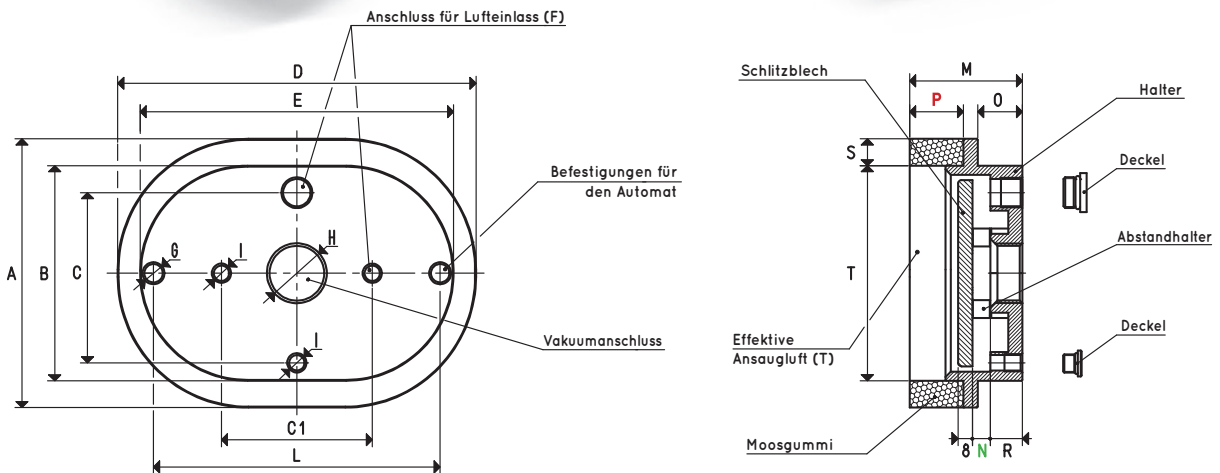 Anschluss für Lufteinlass (F)
D
E
Befestigungen für
den Automat
A
B
C
G
I
H
I
Vakuumanschluss
C1
L
Schlitzblech
M
P
O
Halter
S
Deckel
Abstandhalter
T
Effektive
Ansaugluft (T)
Deckel
Moosgummi
8
N
R